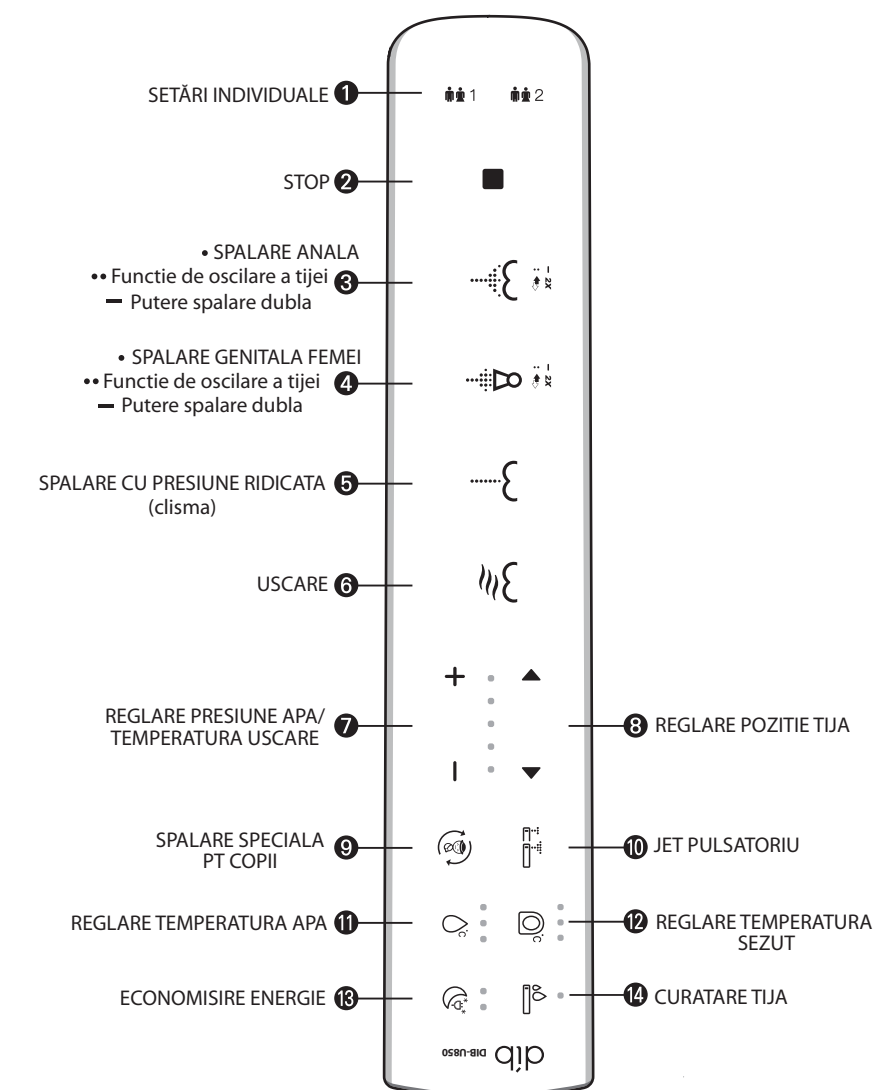 SETĂRI INDIVIDUALE 1
1 2
STOP 2
• SPALARE ANALA
•• Functie de oscilare a tijei 3
— Putere spalare dubla
•• — 2X
• SPALARE GENITALA FEMEI
•• Functie de oscilare a tijei 4
— Putere spalare dubla
•• — 2X
SPALARE CU PRESIUNE RIDICATA 5
(clisma)
USCARE 6
+
REGLARE PRESIUNE APA/
TEMPERATURA USCARE 7
8 REGLARE POZITIE TIJA
–
SPALARE SPECIALA 9
PT COPII
10 JET PULSATORIU
REGLARE TEMPERATURA APA 11
°C
12 REGLARE TEMPERATURA
SEZUT
°C
ECONOMISIRE ENERGIE 13
14 CURATARE TIJA
dib DIB-U850